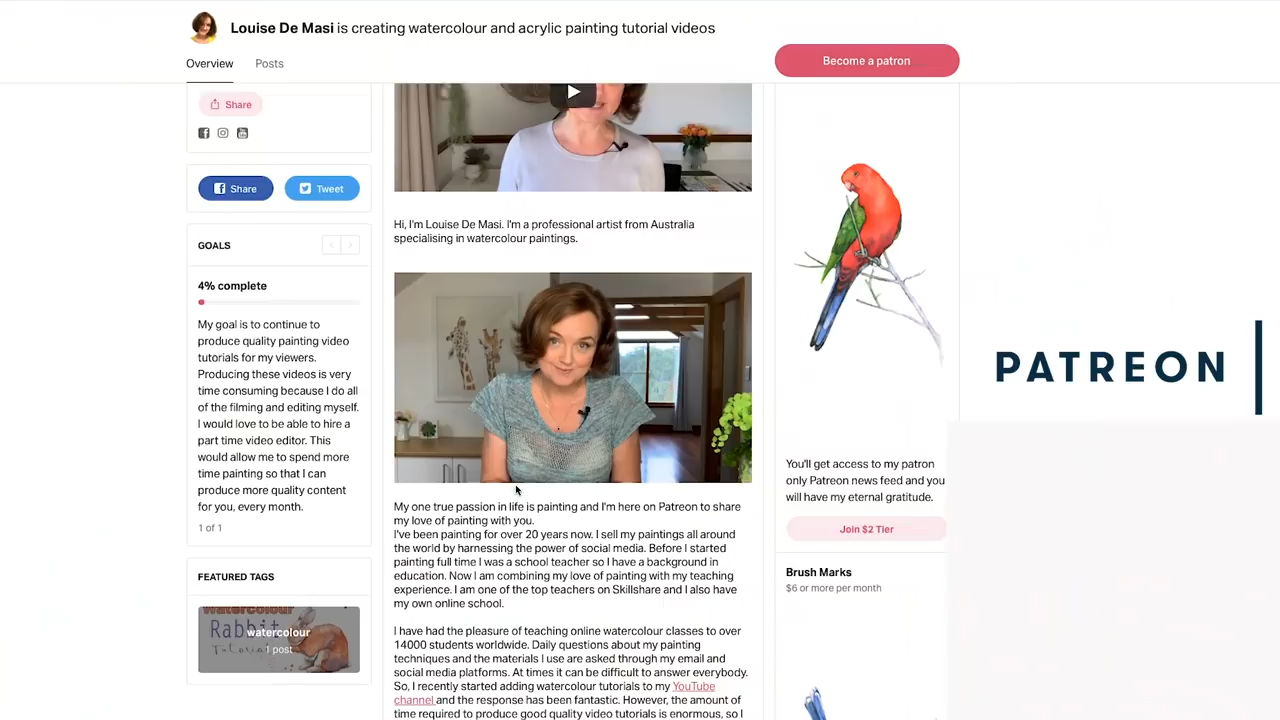 Louise De Masi is creating watercolour and acrylic painting tutorial videos
Overview
Posts
Become a patron
Share
Share
Tweet
GOALS
4% complete
My goal is to continue to
produce quality painting video
tutorials for my viewers.
Producing these videos is very
time consuming because I do all
of the filming and editing myself.
I would love to be able to hire a
part time video editor. This
would allow me to spend more
time painting so that I can
produce more quality content
for you, every month.
1 of 1
FEATURED TAGS
watercolour
Rabbit
Tutorial
watercolour
1 post
Hi, I'm Louise De Masi. I'm a professional artist from Australia
specialising in watercolour paintings.
My one true passion in life is painting and I'm here on Patreon to share
my love of painting with you.
I've been painting for over 20 years now. I sell my paintings all around
the world by harnessing the power of social media. Before I started
painting full time I was a school teacher so I have a background in
education. Now I am combining my love of painting with my teaching
experience. I am one of the top teachers on Skillshare and I also have
my own online school.
I have had the pleasure of teaching online watercolour classes to over
14000 students worldwide. Daily questions about my painting
techniques and the materials I use are asked through my email and
social media platforms. At times it can be difficult to answer everybody.
So, I recently started adding watercolour tutorials to my YouTube
channel and the response has been fantastic. However, the amount of
time required to produce good quality video tutorials is enormous, so I
You'll get access to my patron
only Patreon news feed and you
will have my eternal gratitude.
Join $2 Tier
Brush Marks
$6 or more per month
PATREON